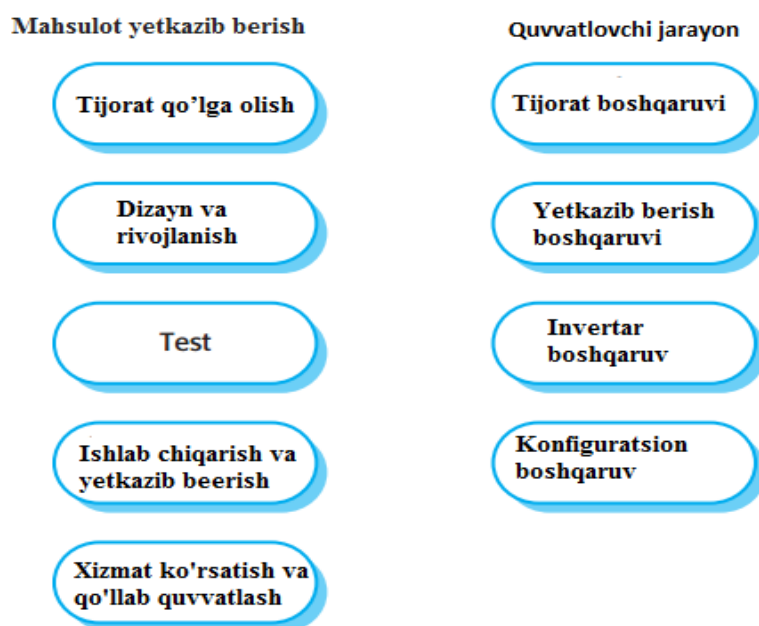 Mahsulot yetkazib berish
Tijorat qo’lga olish
Dizayn va
rivojlanish
Test
Ishlab chiqarish va
yetkazib beerish
Xizmat ko'rsatish va
qo'llab quvvatlash
Quvvatlovchi jarayon
Tijorat boshqaruvi
Yetkazib berish
boshqaruvi
Invertar
boshqaruv
Konfiguratsion
boshqaruv